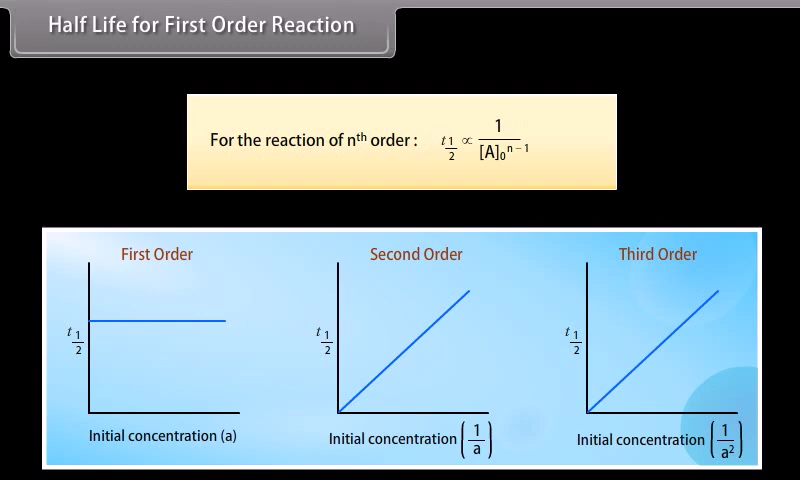 Half Life for First Order Reaction
For the reaction of nᵗʰ order : t1/2 ∝ 1/[A]₀ⁿ⁻¹
First Order
Second Order
Third Order
t1/2
t1/2
t1/2
Initial concentration (a)
Initial concentration (1/a)
Initial concentration (1/a²)